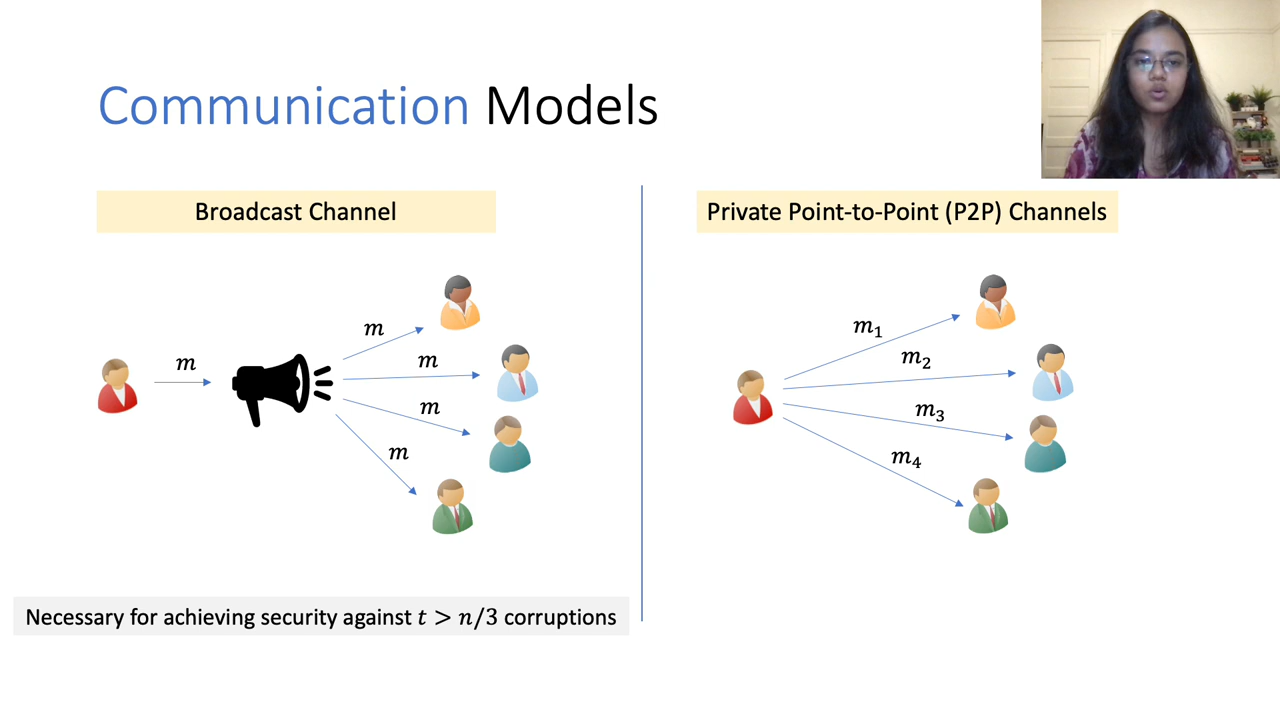 Communication Models
Broadcast Channel
m
m
m
m
m
Necessary for achieving security against t > n/3 corruptions
Private Point-to-Point (P2P) Channels
m₁
m₂
m₃
m₄